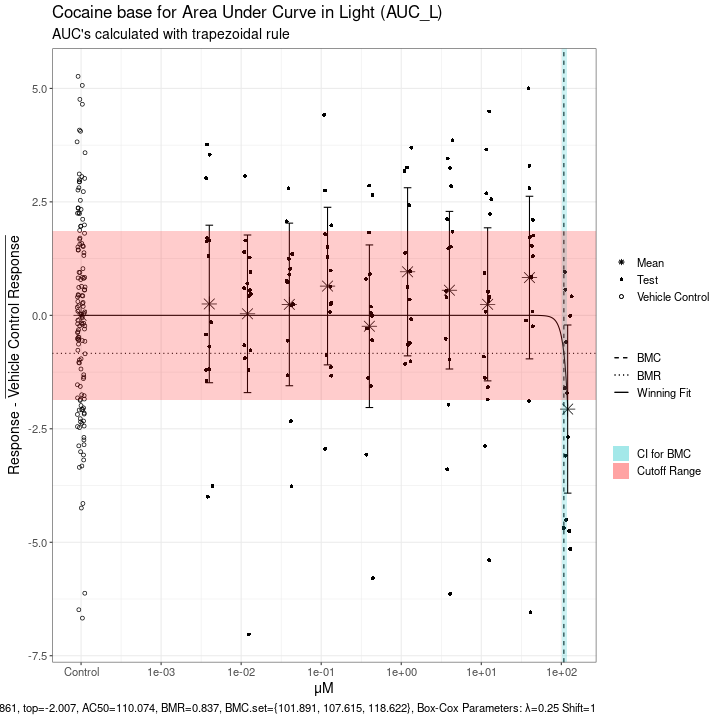 Cocaine base for Area Under Curve in Light (AUC_L)
AUC's calculated with trapezoidal rule
Response - Vehicle Control Response
5.0
2.5
0.0
-2.5
-5.0
-7.5
Control
1e-03
1e-02
1e-01
1e+00
1e+01
1e+02
μM
Mean
Test
Vehicle Control
BMC
BMR
Winning Fit
CI for BMC
Cutoff Range
861, top=-2.007, AC50=110.074, BMR=0.837, BMC.set={101.891, 107.615, 118.622}, Box-Cox Parameters: λ=0.25 Shift=1